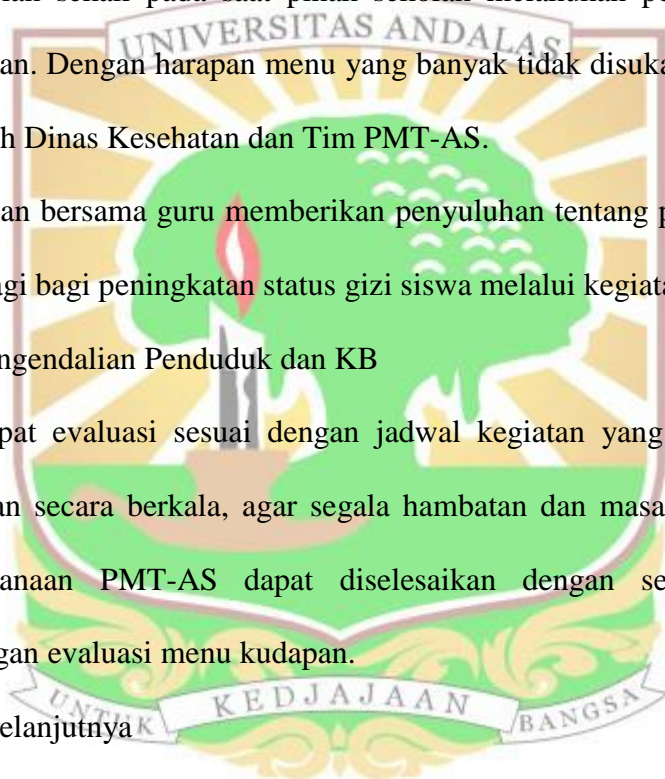 UNIVERSITAS ANDALAS
an. Dengan harapan menu yang banyak tidak disuka
h Dinas Kesehatan dan Tim PMT-AS.
an bersama guru memberikan penyuluhan tentang p
agi bagi peningkatan status gizi siswa melalui kegiata
ngendalian Penduduk dan KB
pat evaluasi sesuai dengan jadwal kegiatan yang
an secara berkala, agar segala hambatan dan masa
anaan PMT-AS dapat diselesaikan dengan se
gan evaluasi menu kudapan.
elanjutnya
UNTUK KEDJAJAAN BANGSA